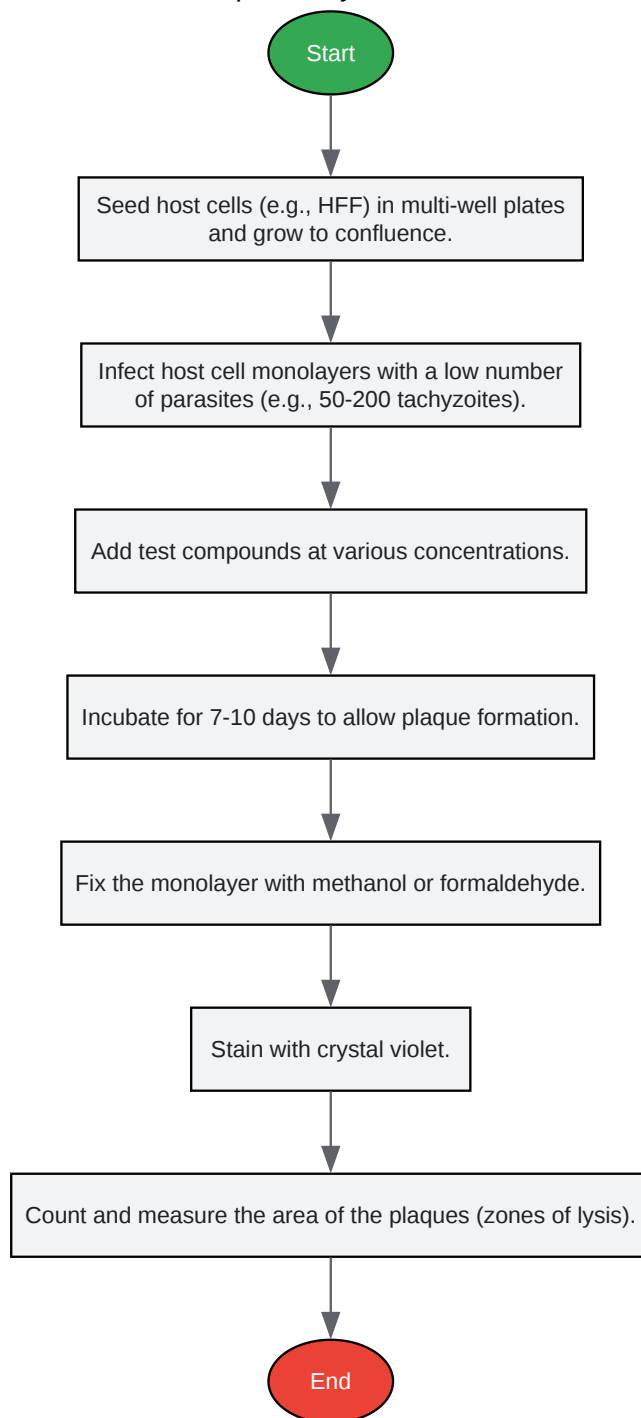 Start
Seed host cells (e.g., HFF) in multi-well plates
and grow to confluence.
Infect host cell monolayers with a low number
of parasites (e.g., 50-200 tachyzoites).
Add test compounds at various concentrations.
Incubate for 7-10 days to allow plaque formation.
Fix the monolayer with methanol or formaldehyde.
Stain with crystal violet.
Count and measure the area of the plaques (zones of lysis).
End